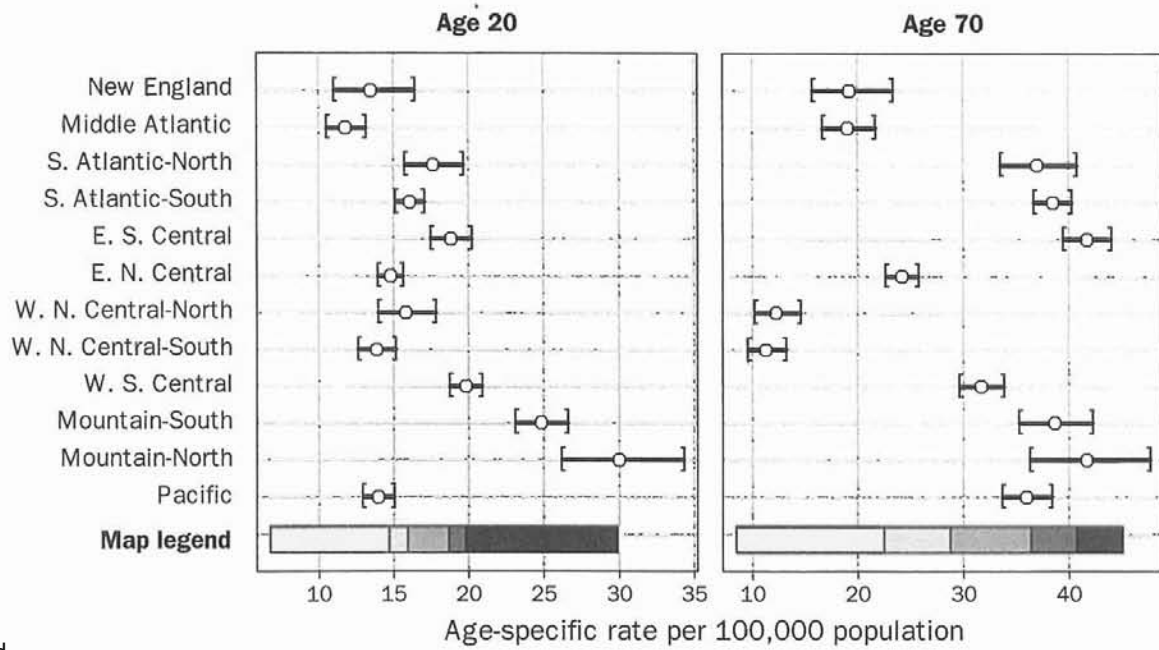 Age 20
Age 70
New England
Middle Atlantic
S. Atlantic-North
S. Atlantic-South
E. S. Central
E. N. Central
W. N. Central-North
W. N. Central-South
W. S. Central
Mountain-South
Mountain-North
Pacific
Map legend
10 15 20 25 30 35 10 20 30 40
Age-specific rate per 100,000 population